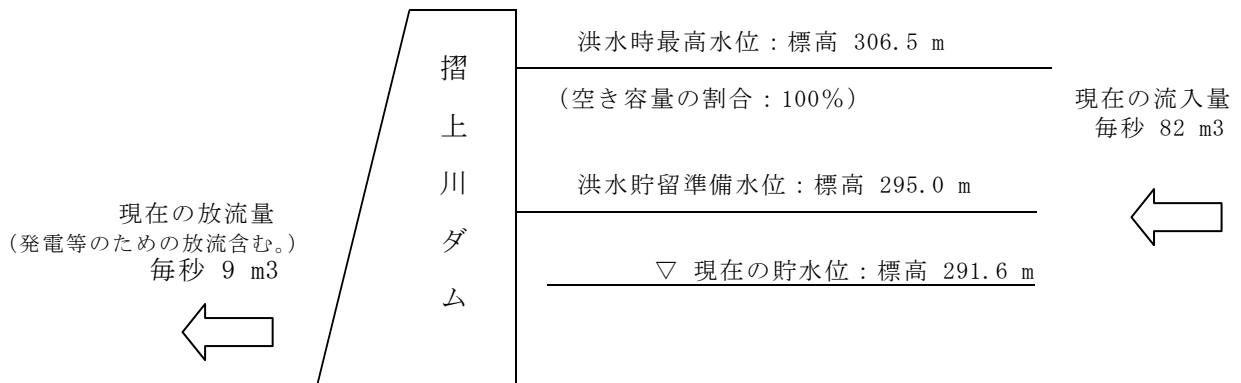 洪水時最高水位：標高 306.5 m
（空き容量の割合：100％）
現在の流入量
毎秒 82 m3
摺上川ダム
洪水貯留準備水位：標高 295.0 m
現在の放流量
（発電等のための放流含む。）
毎秒 9 m3
▽ 現在の貯水位：標高 291.6 m